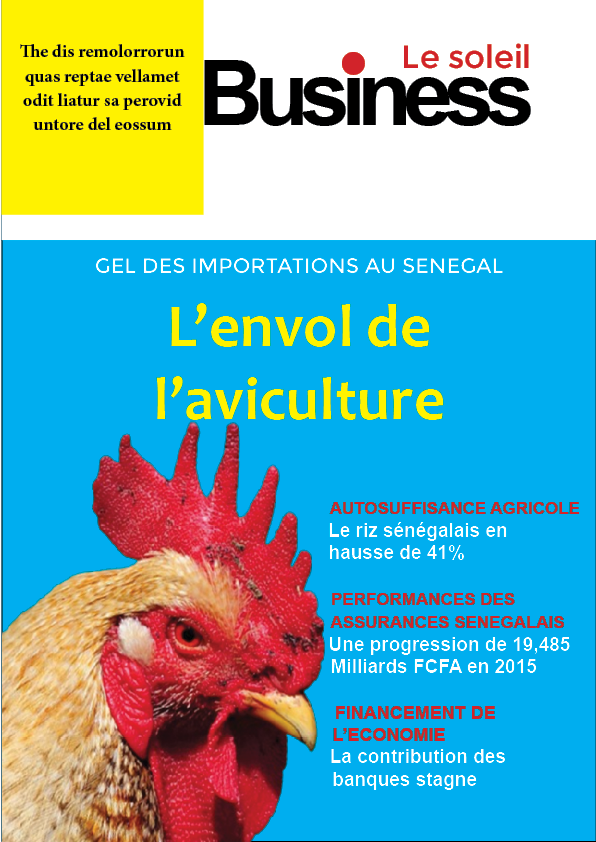 The dis remolorrorun
quas reptae vellamet
odit liatur sa perovid
untore del eossum
Le soleil
Business
GEL DES IMPORTATIONS AU SENEGAL
L’envol de
l’aviculture
AUTOSUFFISANCE AGRICOLE
Le riz sénégalais en
hausse de 41%
PERFORMANCES DES
ASSURANCES SENEGALAIS
Une progression de 19,485
Milliards FCFA en 2015
FINANCEMENT DE
L’ECONOMIE
La contribution des
banques stagne